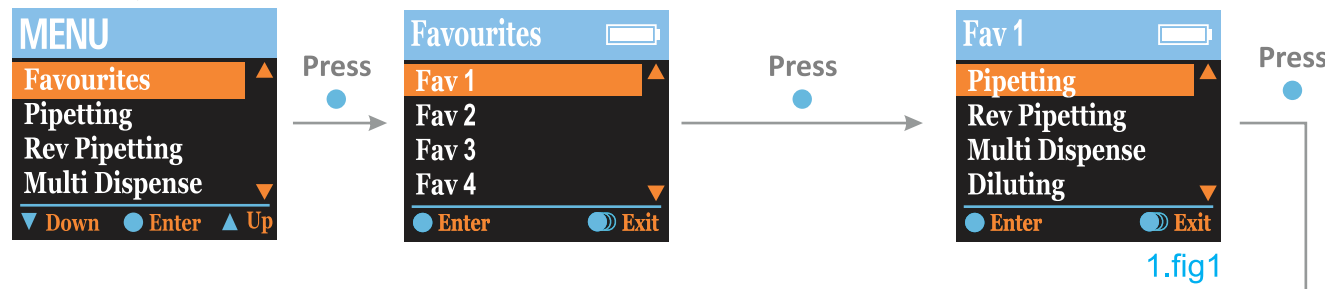 MENU
Favourites
Pipetting
Rev Pipetting
Multi Dispense
Down Enter Up
Press
Favourites
Fav 1
Fav 2
Fav 3
Fav 4
Enter Exit
Press
Fav 1
Pipetting
Rev Pipetting
Multi Dispense
Diluting
Enter Exit
1.fig1
Press